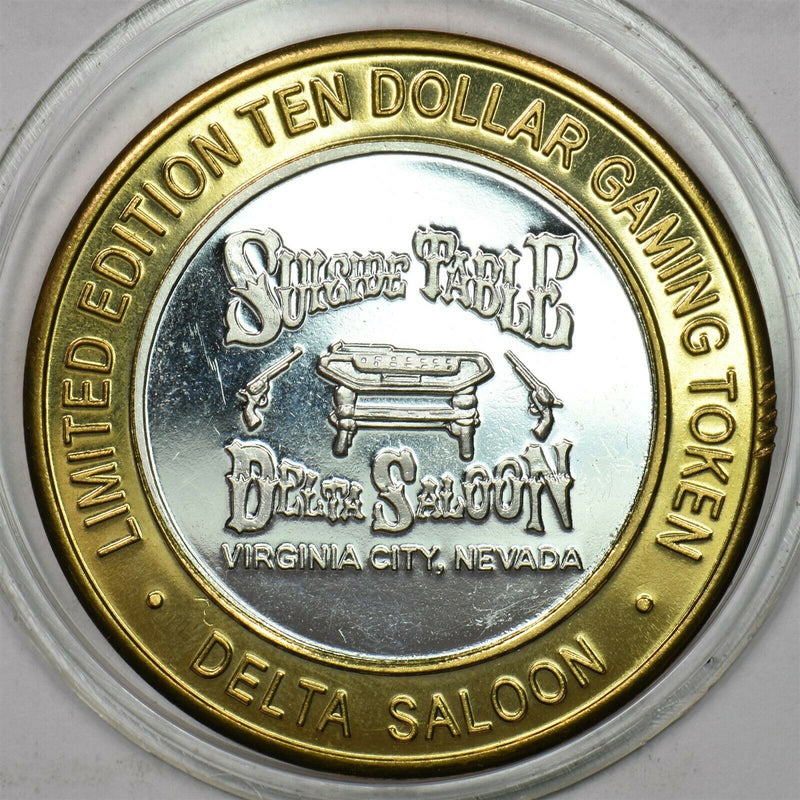 LIMITED EDITION TEN DOLLAR GAMING TOKEN
SUICIDE TABLE
DELTA SALOON
VIRGINIA CITY, NEVADA
• DELTA SALOON •